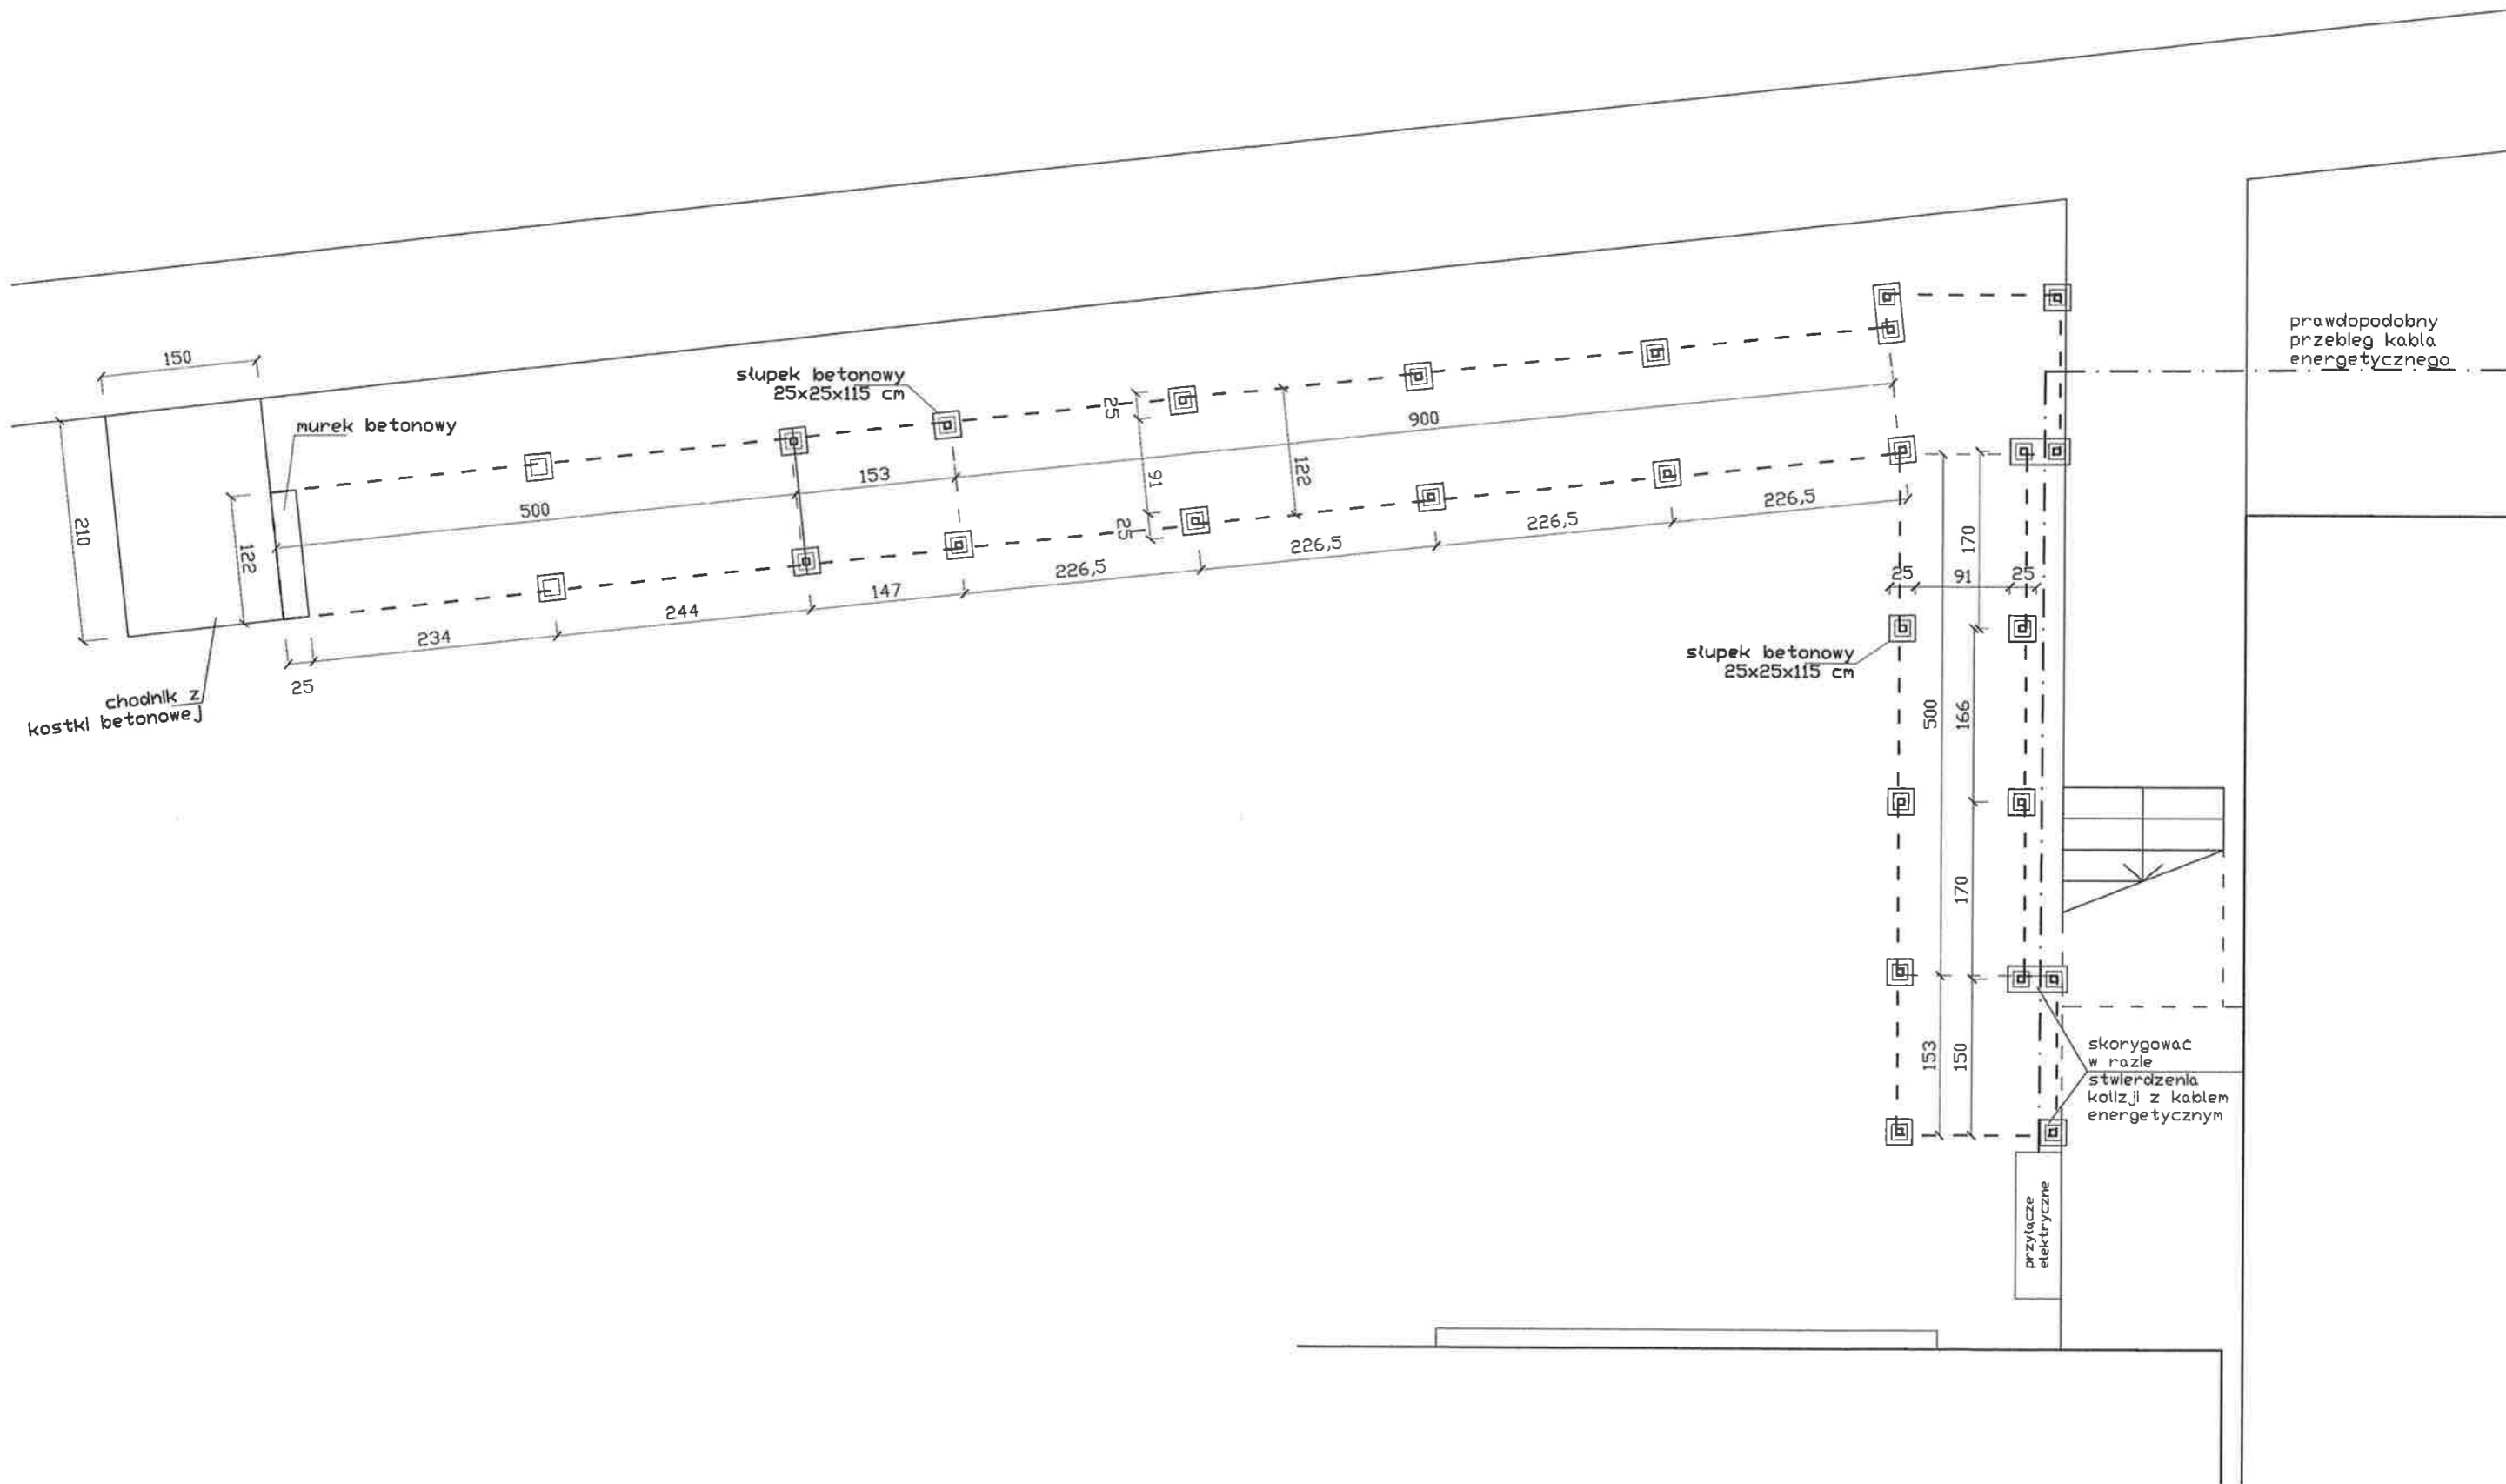 150
210
murek betonowy
122
500
chodnik z
kostki betonowej
25
234
244
147
226,5
226,5
226,5
226,5
słupek betonowy
25x25x115 cm
153
25
91
25
122
900
prawdopodobny
przebieg kabla
energetycznego
170
25
91
25
słupek betonowy
25x25x115 cm
500
166
170
153
150
skorygować
w razie
stwierdzenia
kolizji z kablem
energetycznym
przyłącze
elektryczne